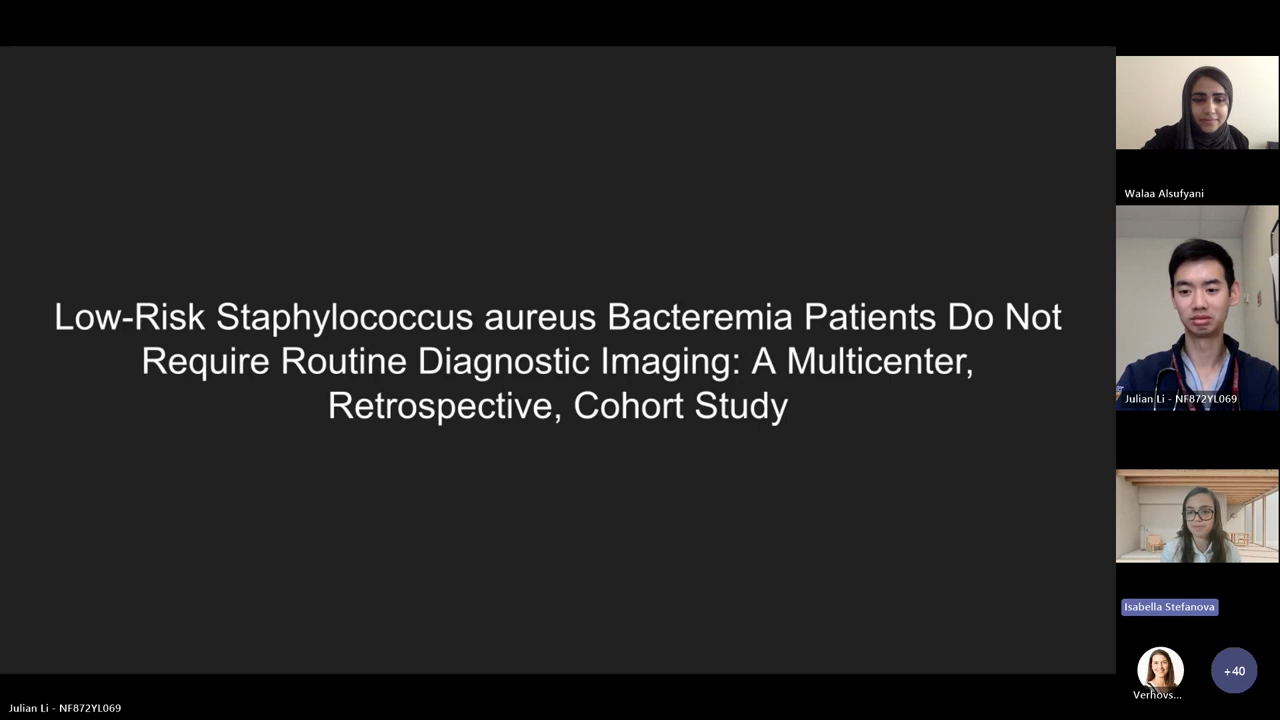 Low-Risk Staphylococcus aureus Bacteremia Patients Do Not
Require Routine Diagnostic Imaging: A Multicenter,
Retrospective, Cohort Study
Walaa Alsufyani
Julian Li - NF872YL069
Isabella Stefanova
Verhovs...
+40
Julian Li - NF872YL069